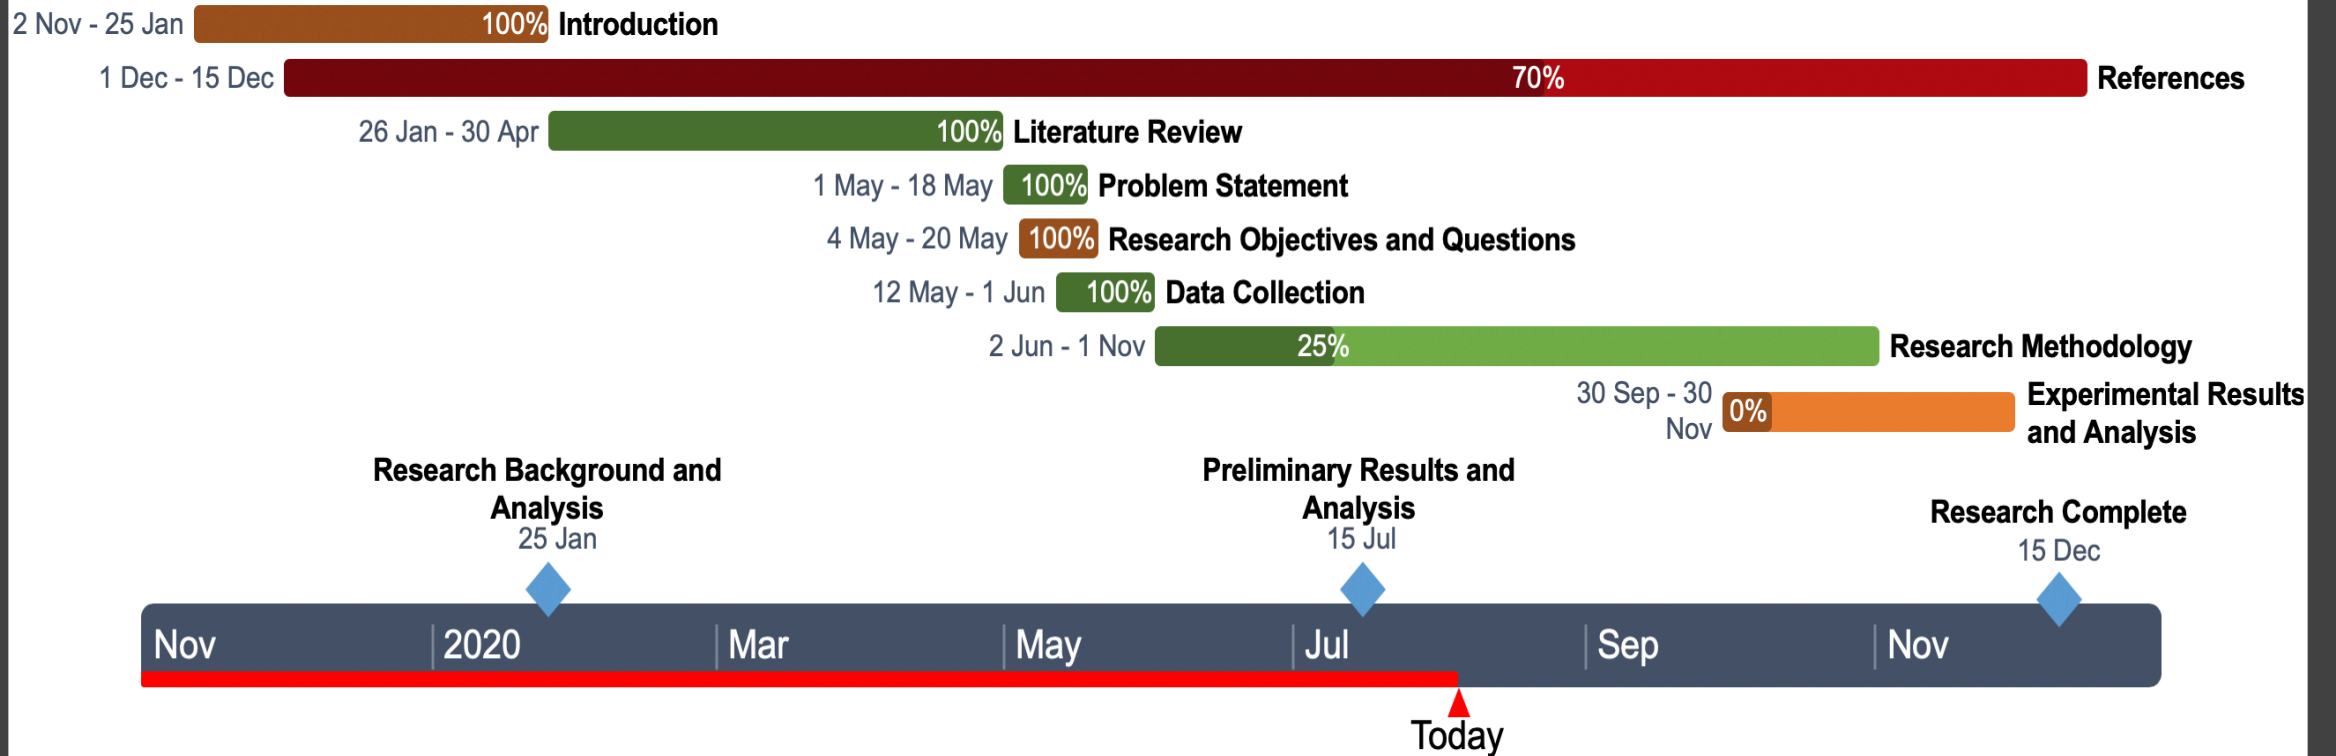 2 Nov - 25 Jan 100% Introduction
1 Dec - 15 Dec 70% References
26 Jan - 30 Apr 100% Literature Review
1 May - 18 May 100% Problem Statement
4 May - 20 May 100% Research Objectives and Questions
12 May - 1 Jun 100% Data Collection
2 Jun - 1 Nov 25% Research Methodology
30 Sep - 30
Nov
0%
Experimental Results
and Analysis
Research Background and
Analysis
25 Jan
Preliminary Results and
Analysis
15 Jul
Research Complete
15 Dec
Nov 2020 Mar May Jul Sep Nov
Today